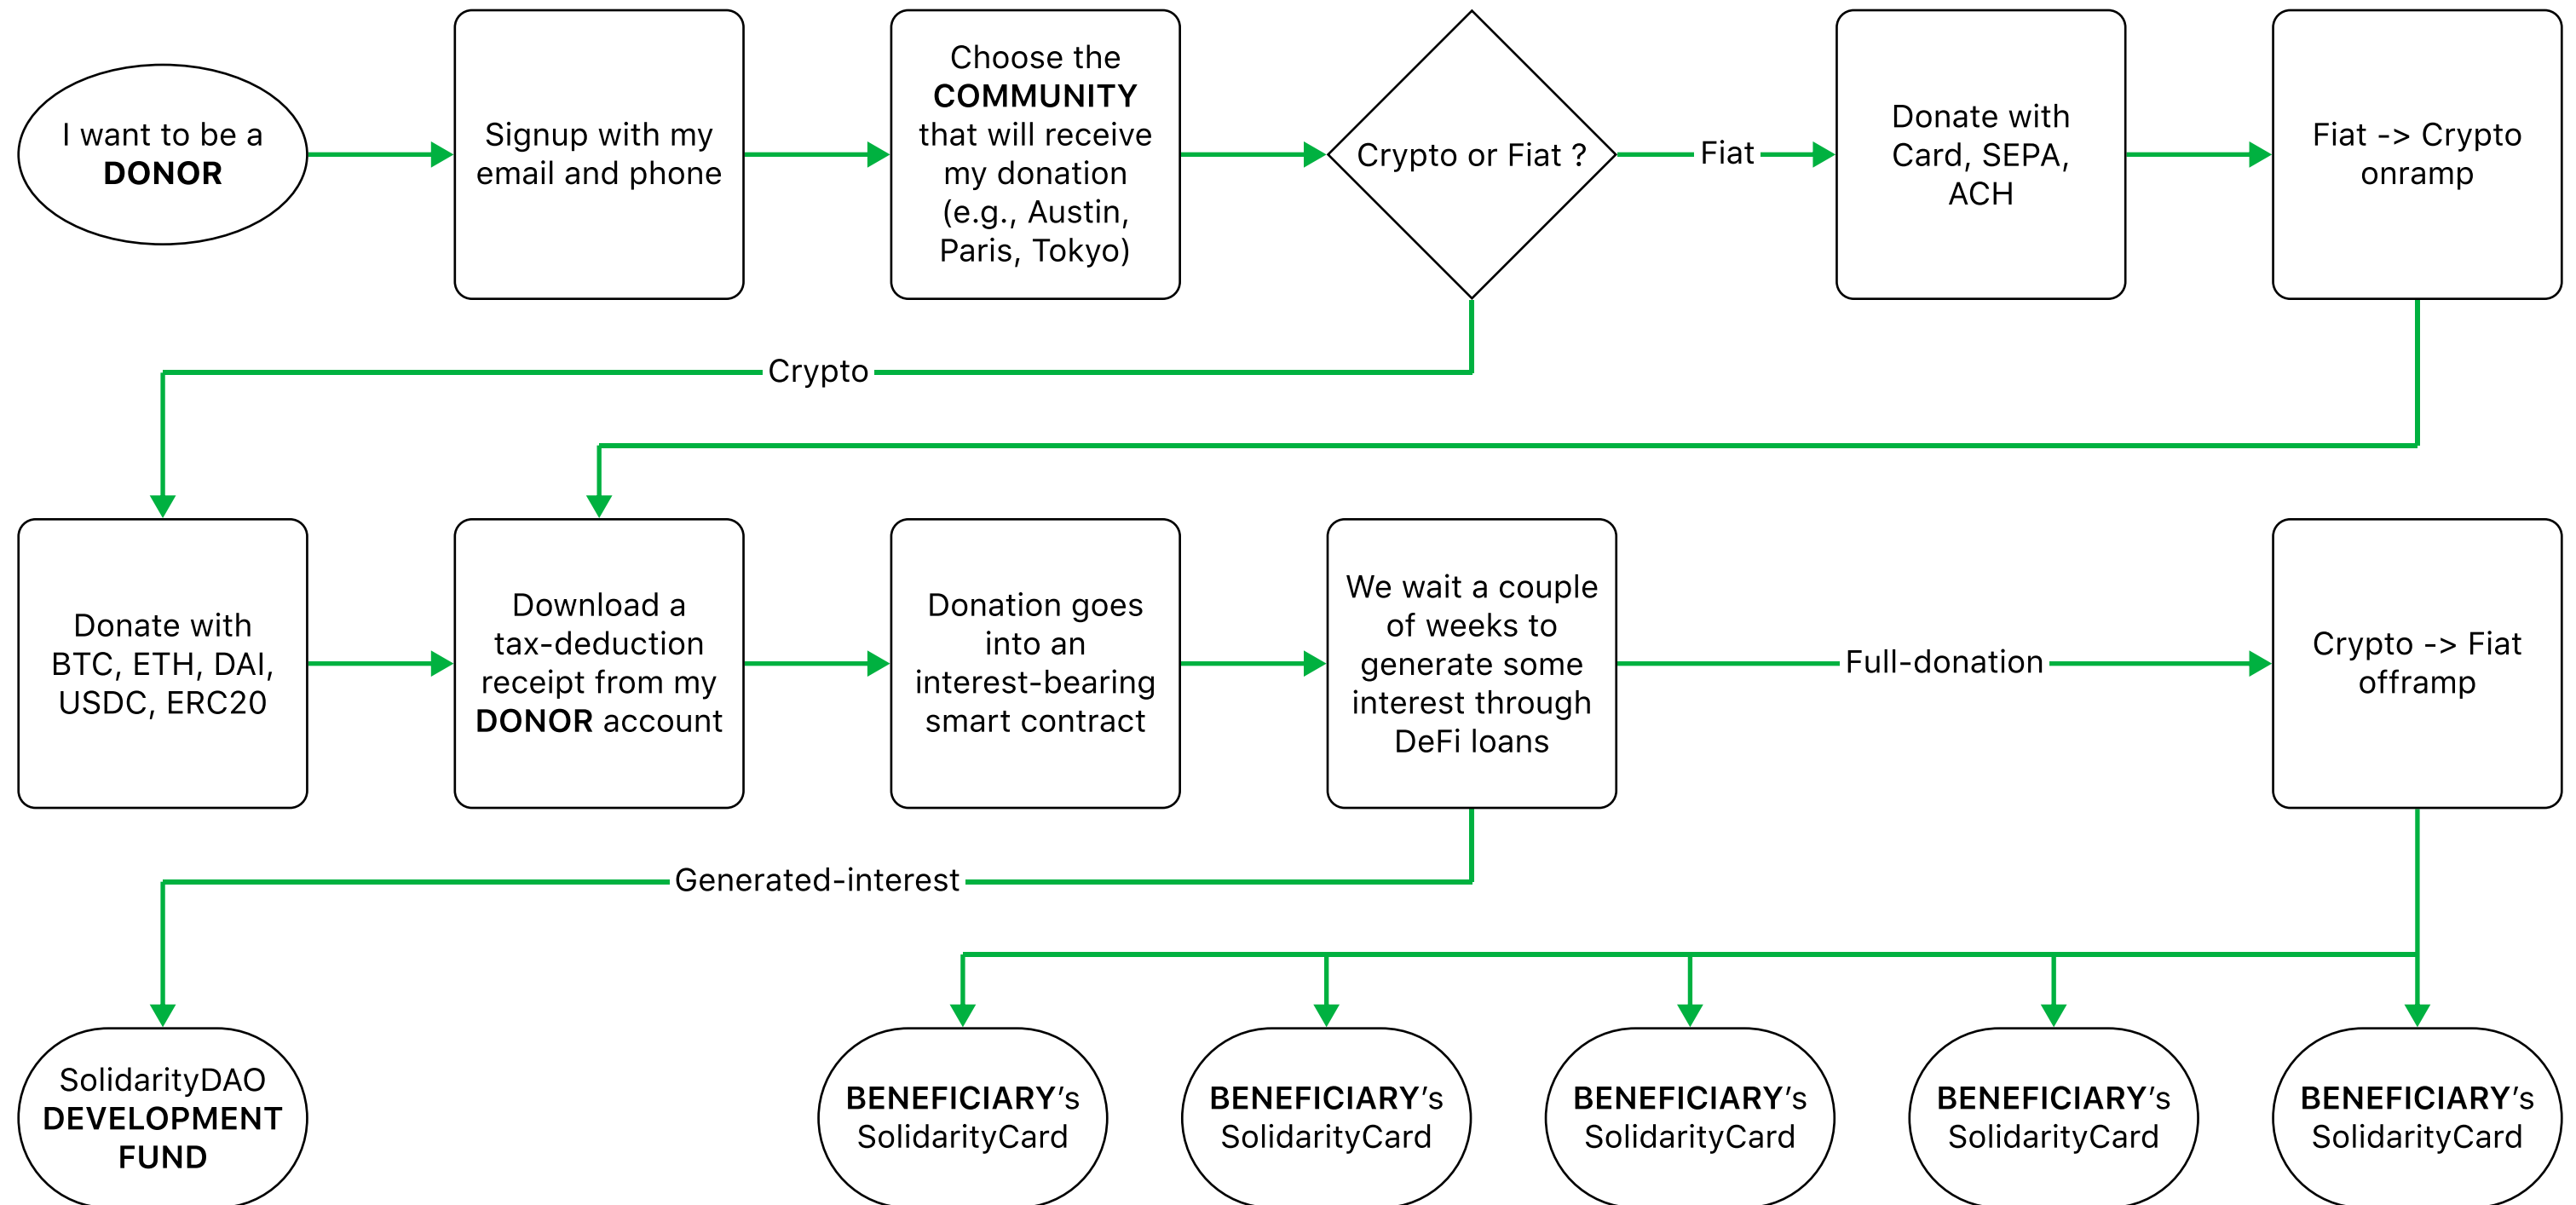 I want to be a
DONOR
Signup with my
email and phone
Choose the
COMMUNITY
that will receive
my donation
(e.g., Austin,
Paris, Tokyo)
Crypto or Fiat ?
Fiat
Donate with
Card, SEPA,
ACH
Fiat -> Crypto
onramp
Crypto
Donate with
BTC, ETH, DAI,
USDC, ERC20
Download a
tax-deduction
receipt from my
DONOR account
Donation goes
into an
interest-bearing
smart contract
We wait a couple
of weeks to
generate some
interest through
DeFi loans
Full-donation
Crypto -> Fiat
offramp
Generated-interest
SolidarityDAO
DEVELOPMENT
FUND
BENEFICIARY’s
SolidarityCard
BENEFICIARY’s
SolidarityCard
BENEFICIARY’s
SolidarityCard
BENEFICIARY’s
SolidarityCard
BENEFICIARY’s
SolidarityCard